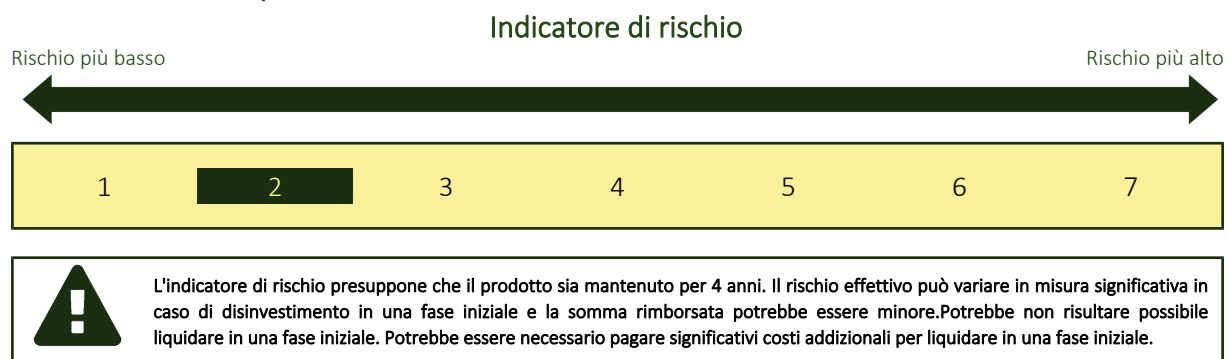 Indicatore di rischio
Rischio più basso
Rischio più alto
1 2 3 4 5 6 7
L'indicatore di rischio presuppone che il prodotto sia mantenuto per 4 anni. Il rischio effettivo può variare in misura significativa in
caso di disinvestimento in una fase iniziale e la somma rimborsata potrebbe essere minore.Potrebbe non risultare possibile
liquidare in una fase iniziale. Potrebbe essere necessario pagare significativi costi addizionali per liquidare in una fase iniziale.